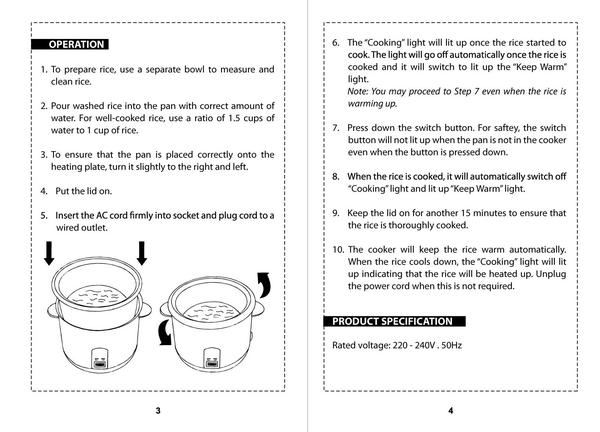 OPERATION
1. To prepare rice, use a separate bowl to measure and
clean rice.
2. Pour washed rice into the pan with correct amount of
water. For well-cooked rice, use a ratio of 1.5 cups of
water to 1 cup of rice.
3. To ensure that the pan is placed correctly onto the
heating plate, turn it slightly to the right and left.
4. Put the lid on.
5. Insert the AC cord firmly into socket and plug cord to a
wired outlet.
3
6. The "Cooking" light will lit up once the rice started to
cook. The light will go off automatically once the rice is
cooked and it will switch to lit up the "Keep Warm"
light.
Note: You may proceed to Step 7 even when the rice is
warming up.
7. Press down the switch button. For saftey, the switch
button will not lit up when the pan is not in the cooker
even when the button is pressed down.
8. When the rice is cooked, it will automatically switch off
"Cooking" light and lit up "Keep Warm" light.
9. Keep the lid on for another 15 minutes to ensure that
the rice is thoroughly cooked.
10. The cooker will keep the rice warm automatically.
When the rice cools down, the "Cooking" light will lit
up indicating that the rice will be heated up. Unplug
the power cord when this is not required.
PRODUCT SPECIFICATION
Rated voltage: 220 - 240V . 50Hz
4